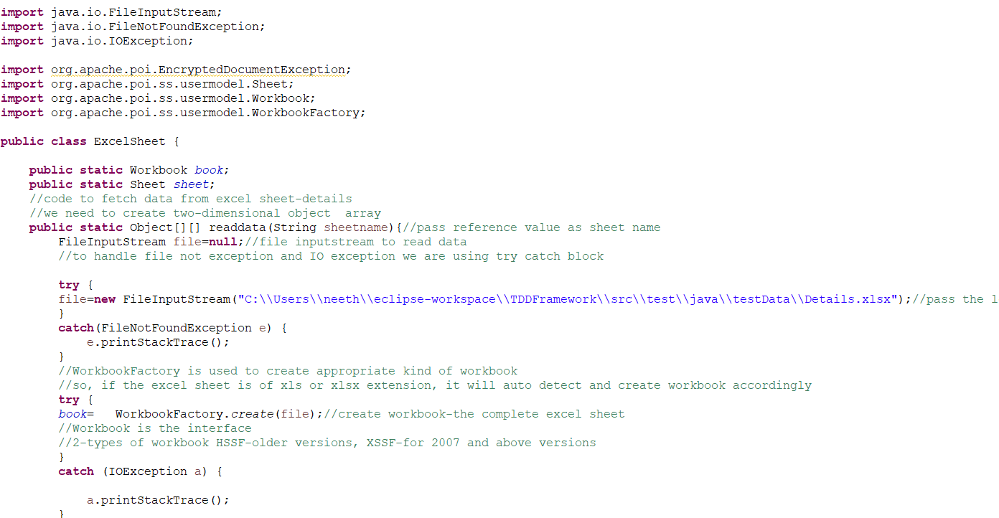 import java.io.FileInputStream;
import java.io.FileNotFoundException;
import java.io.IOException;
import org.apache.poi.EncryptedDocumentException;
import org.apache.poi.ss.usermodel.Sheet;
import org.apache.poi.ss.usermodel.Workbook;
import org.apache.poi.ss.usermodel.WorkbookFactory;
public class ExcelSheet {
public static Workbook book;
public static Sheet sheet;
//code to fetch data from excel sheet-details
//we need to create two-dimensional object  array
public static Object[][] readdata(String sheetname){//pass reference value as sheet name
FileInputStream file=null;//file inputstream to read data
//to handle file not exception and IO exception we are using try catch block
try {
file=new FileInputStream("C:\\Users\\neeth\\eclipse-workspace\\TDDFramework\\src\\test\\java\\testData\\Details.xlsx");//pass the l
}
catch(FileNotFoundException e) {
e.printStackTrace();
}
//WorkbookFactory is used to create appropriate kind of workbook
//so, if the excel sheet is of xls or xlsx extension, it will auto detect and create workbook accordingly
try {
book=   WorkbookFactory.create(file);//create workbook-the complete excel sheet
//Workbook is the interface
//2-types of workbook HSSF-older versions, XSSF-for 2007 and above versions
}
catch (IOException a) {
a.printStackTrace();
}